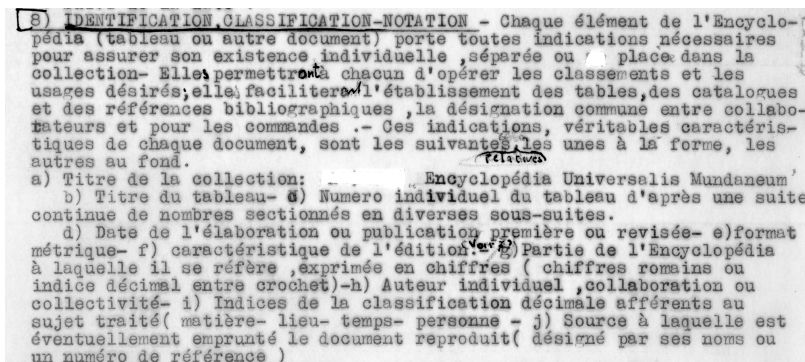 8) IDENTIFICATION,CLASSIFICATION-NOTATION - Chaque élément de l'Encyclo-
pédia (tableau ou autre document) porte toutes indications nécessaires
pour assurer son existence individuelle ,séparée ou place dans la
collection- Elles permettront à chacun d'opérer les classements et les
usages désirés; elles faciliteront l'établissement des tables,des catalogues
et des références bibliographiques ,la désignation commune entre collabo-
rateurs et pour les commandes .- Ces indications, véritables caractéris-
tiques de chaque document, sont les suivantes, les unes à la forme, les
relatives
autres au fond.
a) Titre de la collection: Encyclopédia Universalis Mundaneum
b) Titre du tableau- c) Numéro individuel du tableau d'après une suite
continue de nombres sectionnés en diverses sous-suites.
d) Date de l'élaboration ou publication première ou revisée- e)format
métrique- f) caractéristique de l'édition. (Voir ) g)Partie de l'Encyclopédia
à laquelle il se réfère ,exprimée en chiffres ( chiffres romains ou
indice décimal entre crochet)-h) Auteur individuel ,collaboration ou
collectivité- i) Indices de la classification décimale afférents au
sujet traité( matière- lieu- temps- personne - j) Source à laquelle est
éventuellement emprunté le document reproduit( désigné par ses noms ou
un numéro de référence )